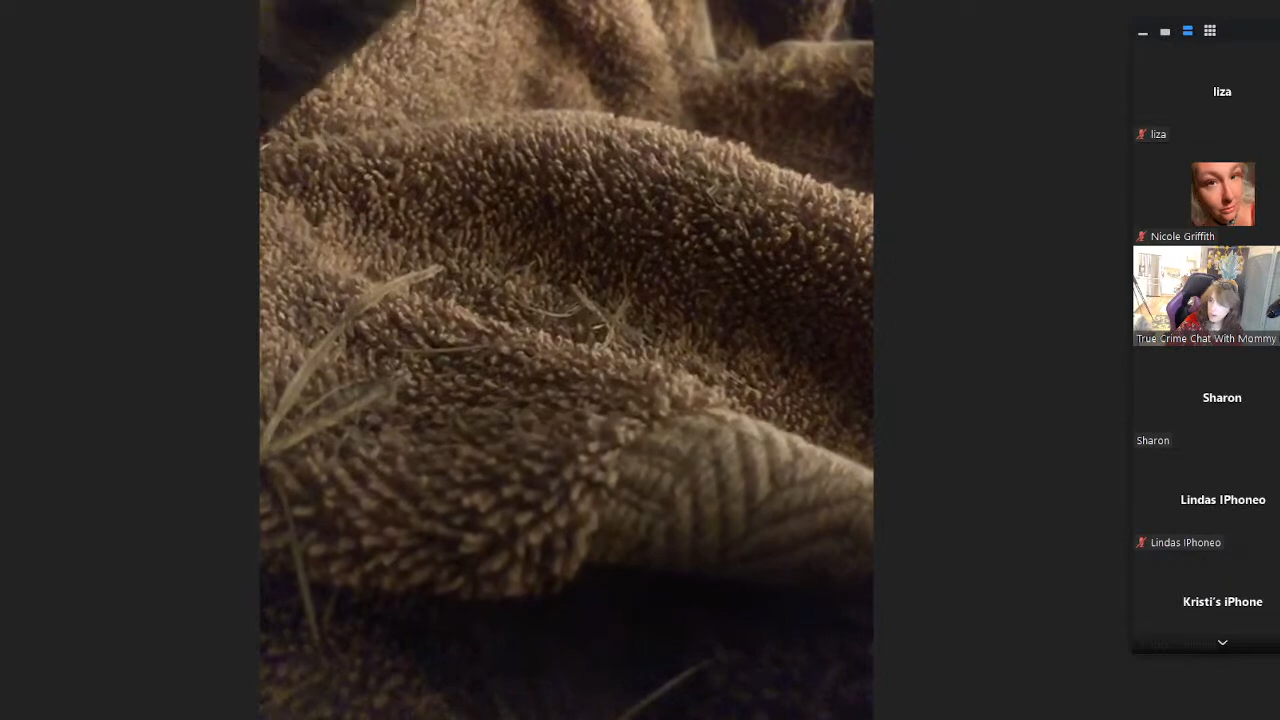 liza
liza
Nicole Griffith
True Crime Chat With Mommy
Sharon
Sharon
Lindas IPhoneo
Lindas IPhoneo
Kristi's iPhone